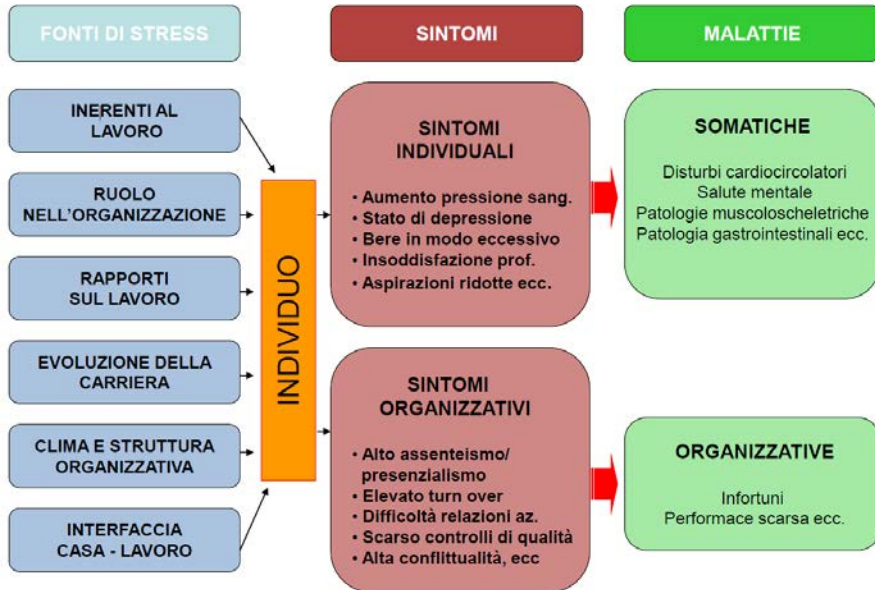 FONTI DI STRESS
INERENTI AL
LAVORO
RUOLO
NELL'ORGANIZZAZIONE
RAPPORTI
SUL LAVORO
EVOLUZIONE DELLA
CARRIERA
CLIMA E STRUTTURA
ORGANIZZATIVA
INTERFACCIA
CASA - LAVORO
INDIVIDUO
SINTOMI
SINTOMI
INDIVIDUALI
• Aumento pressione sang.
• Stato di depressione
• Bere in modo eccessivo
• Insoddisfazione prof.
• Aspirazioni ridotte ecc.
SINTOMI
ORGANIZZATIVI
• Alto assenteismo/
presenzialismo
• Elevato turn over
• Difficoltà relazioni az.
• Scarso controlli di qualità
• Alta conflittualità, ecc
MALATTIE
SOMATICHE
Disturbi cardiocircolatori
Salute mentale
Patologie muscoloscheletriche
Patologia gastrointestinali ecc.
ORGANIZZATIVE
Infortuni
Performace scarsa ecc.